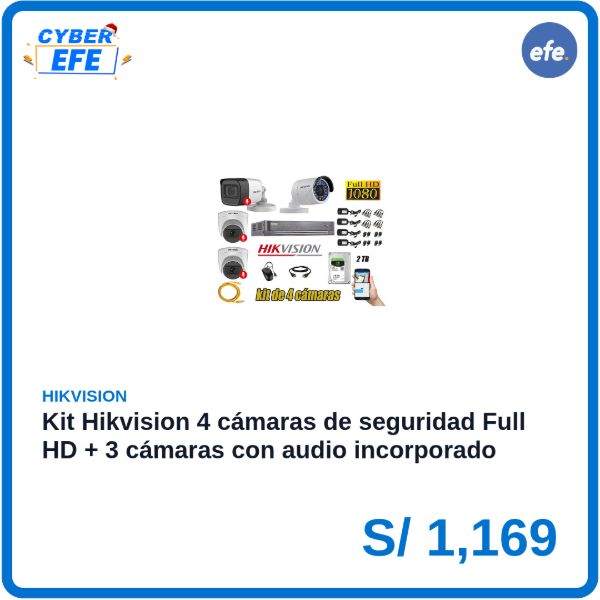 CYBER
EFE
efe.
Full HD
1080
HIKVISION
2 TB
kit de 4 cámaras
HIKVISION
Kit Hikvision 4 cámaras de seguridad Full
HD + 3 cámaras con audio incorporado
S/ 1,169